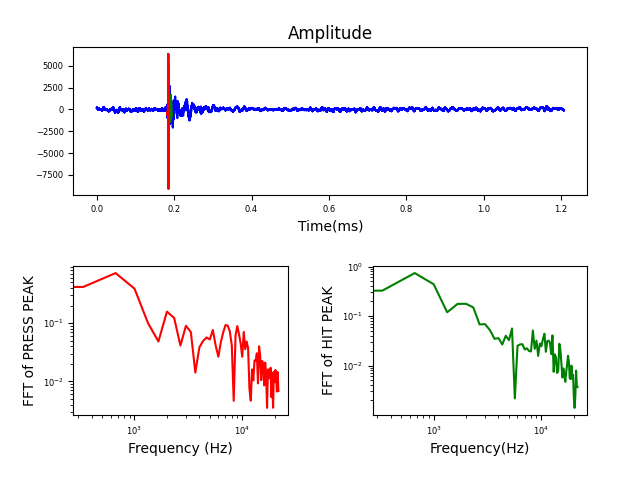 Amplitude
5000
2500
0
−2500
−5000
−7500
0.0 0.2 0.4 0.6 0.8 1.0 1.2
Time(ms)
FFT of PRESS PEAK
10⁻¹
10⁻²
10³ 10⁴
Frequency (Hz)
FFT of HIT PEAK
10⁰
10⁻¹
10⁻²
10³ 10⁴
Frequency(Hz)